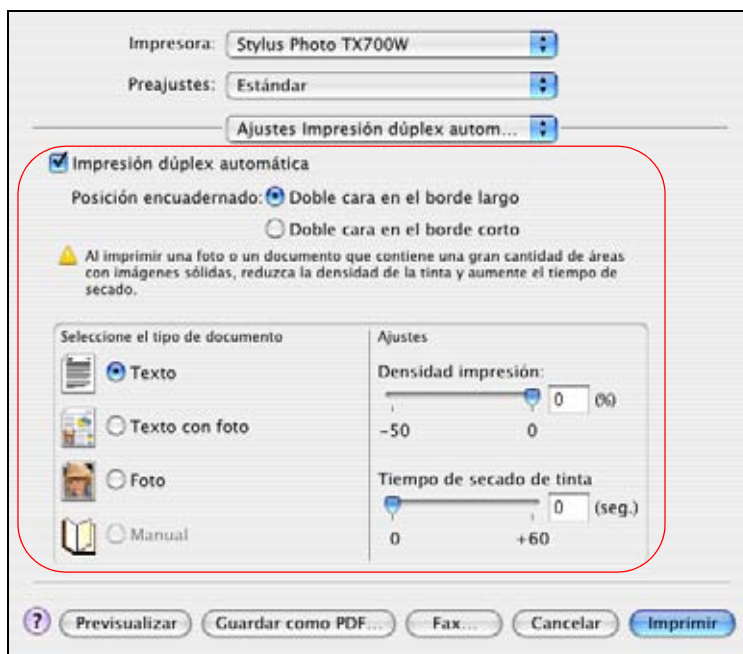 Impresora: Stylus Photo TX700W
Preajustes: Estándar
Ajustes Impresión dúplex autom...
Impresión dúplex automática
Posición encuadernado: Doble cara en el borde largo
Doble cara en el borde corto
Al imprimir una foto o un documento que contiene una gran cantidad de áreas
con imágenes sólidas, reduzca la densidad de la tinta y aumente el tiempo de
secado.
Seleccione el tipo de documento
Texto
Texto con foto
Foto
Manual
Ajustes
Densidad impresión:
0 (%)
-50 0
Tiempo de secado de tinta
0 (seg.)
0 +60
? Previsualizar Guardar como PDF... Fax... Cancelar Imprimir